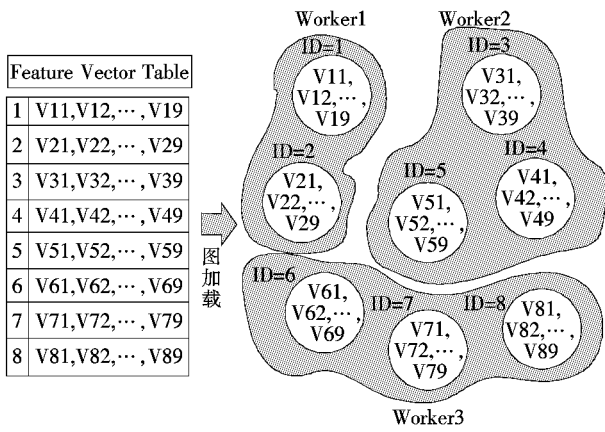 Feature Vector Table
1 V11,V12,⋯,V19
2 V21,V22,⋯,V29
3 V31,V32,⋯,V39
4 V41,V42,⋯,V49
5 V51,V52,⋯,V59
6 V61,V62,⋯,V69
7 V71,V72,⋯,V79
8 V81,V82,⋯,V89
图加载
Worker1
ID=1
V11,
V12,⋯,
V19
ID=2
V21,
V22,⋯,
V29
Worker2
ID=3
V31,
V32,⋯,
V39
ID=4
V41,
V42,⋯,
V49
ID=5
V51,
V52,⋯,
V59
ID=6
V61,
V62,⋯,
V69
ID=7
V71,
V72,⋯,
V79
ID=8
V81,
V82,⋯,
V89
Worker3